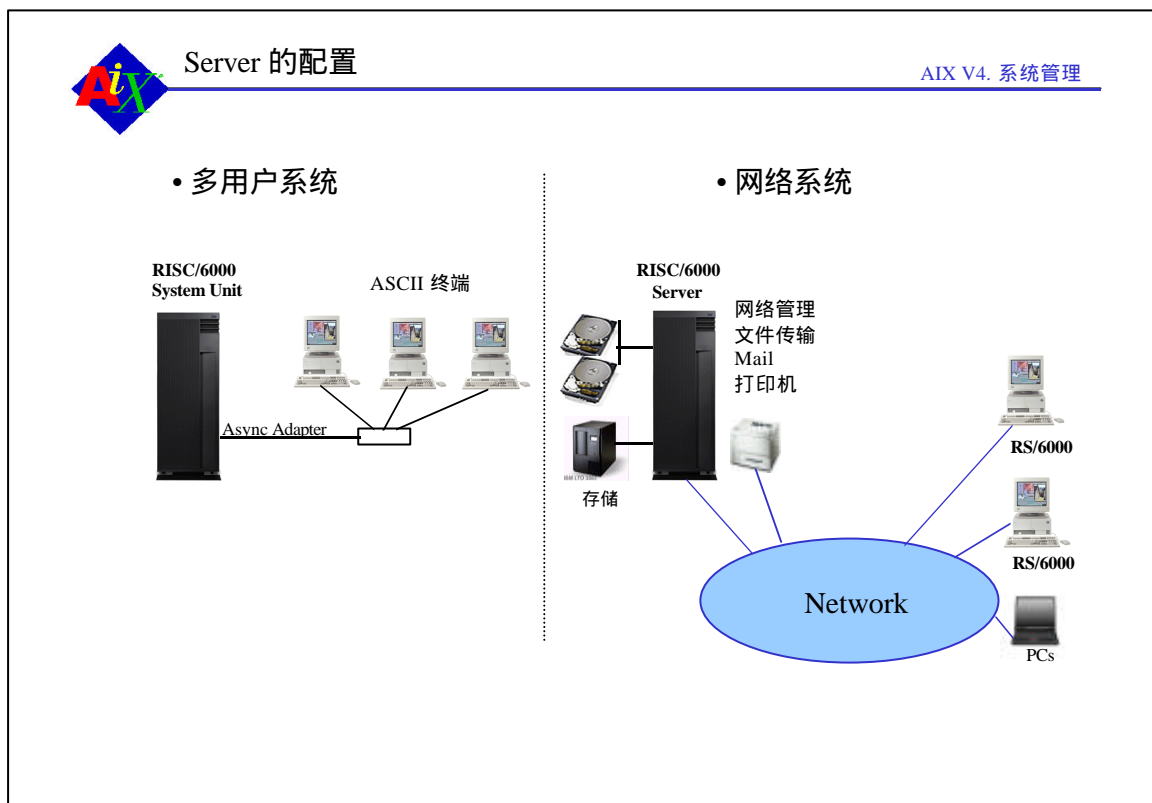 AiX
Server 的配置
AIX V4. 系统管理
• 多用户系统
RISC/6000
System Unit
ASCII 终端
Async Adapter
• 网络系统
RISC/6000
Server
网络管理
文件传输
Mail
打印机
存储
RS/6000
RS/6000
Network
PCs